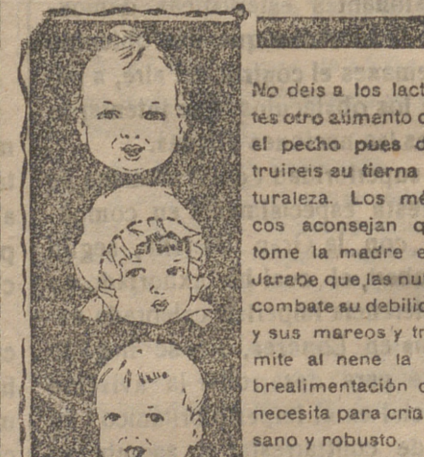 No deis a los lact
tes otro alimento
el pecho pues d
truireis su tierna
turaleza. Los mé
cos aconsejan q
tome la madre e
Jarabe que las nu
combate su debilid
y sus mareos y tr
mite al nene la
brealimentación
necesita para cria
sano y robusto.